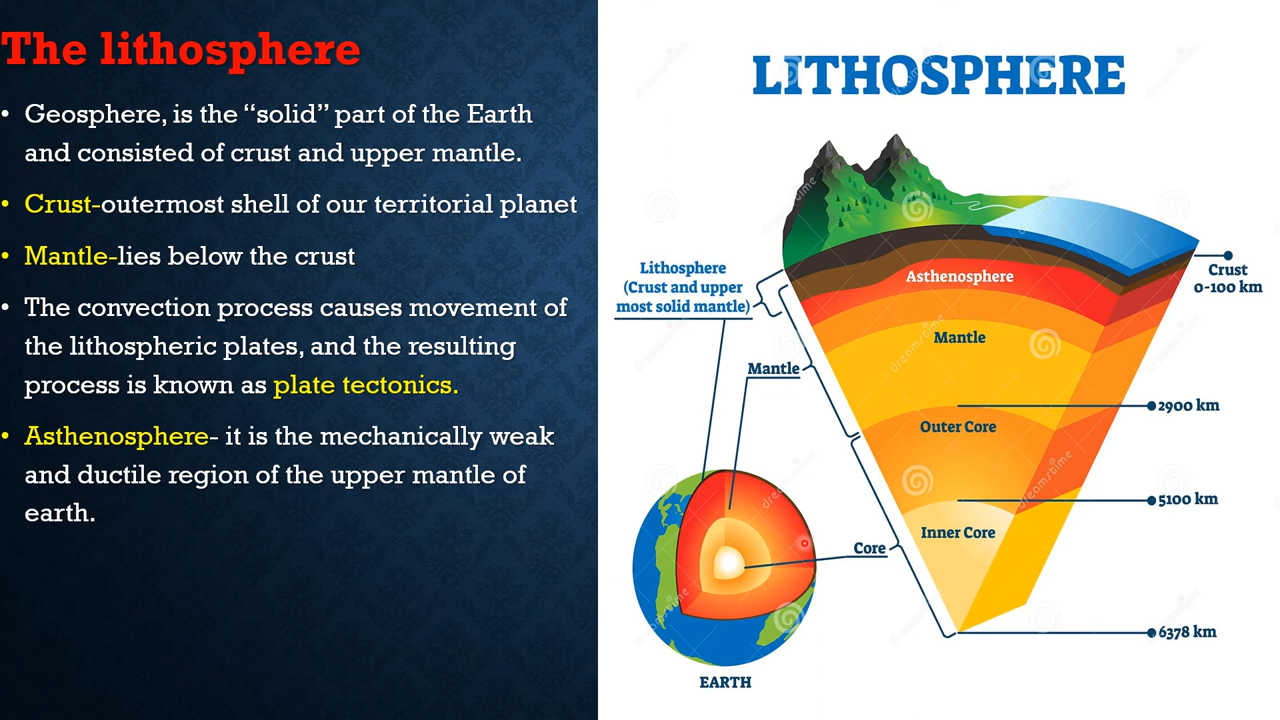 The lithosphere
• Geosphere, is the “solid” part of the Earth
and consisted of crust and upper mantle.
• Crust-outermost shell of our territorial planet
• Mantle-lies below the crust
• The convection process causes movement of
the lithospheric plates, and the resulting
process is known as plate tectonics.
• Asthenosphere- it is the mechanically weak
and ductile region of the upper mantle of
earth.
LITHOSPHERE
Lithosphere
(Crust and upper
most solid mantle)
Asthenosphere
Crust
0-100 km
Mantle
Mantle
2900 km
Outer Core
5100 km
Inner Core
Core
6378 km
EARTH
dreamstime
dreamstime
dreamstime
dreamstime